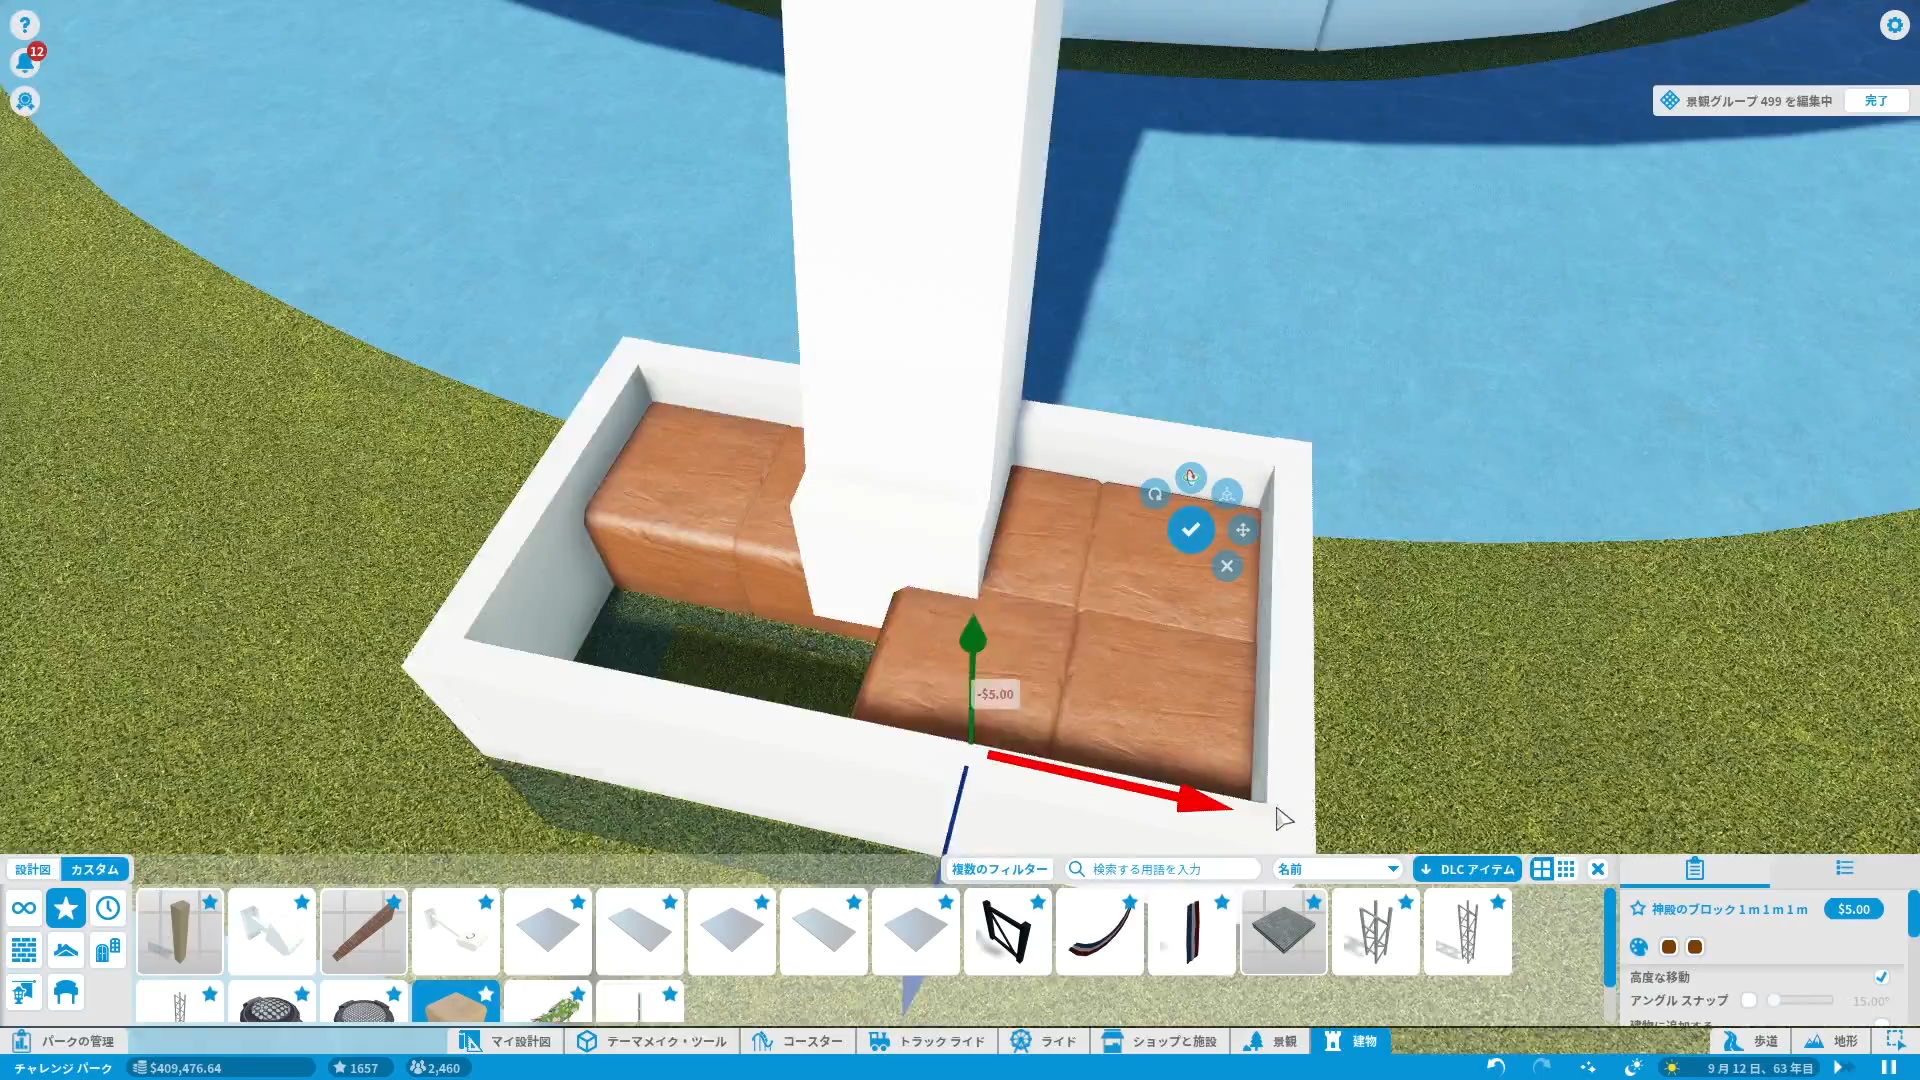 ?
12
景観グループ 499 を編集中
完了
-$5.00
設計図
カスタム
複数のフィルター
検索する用語を入力
名前
DLC アイテム
神殿のブロック 1 m 1 m 1 m
$5.00
高度な移動
アングル スナップ
15.00°
パークの管理
マイ設計図
テーマメイク・ツール
コースター
トラック ライド
ライド
ショップと施設
景観
建物
歩道
地形
チャレンジ パーク
$409,476.64
1657
2,460
9 月 12 日、63 年目